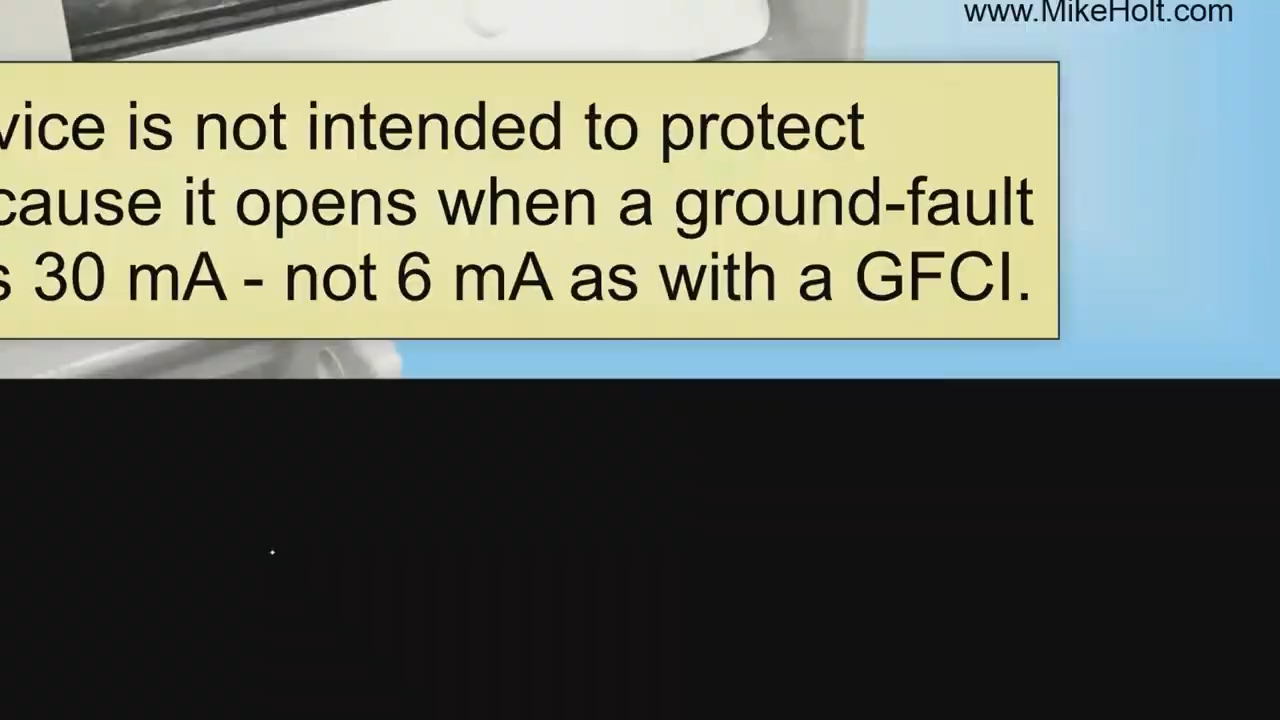 www.MikeHolt.com
vice is not intended to protect
cause it opens when a ground-fault
s 30 mA - not 6 mA as with a GFCI.